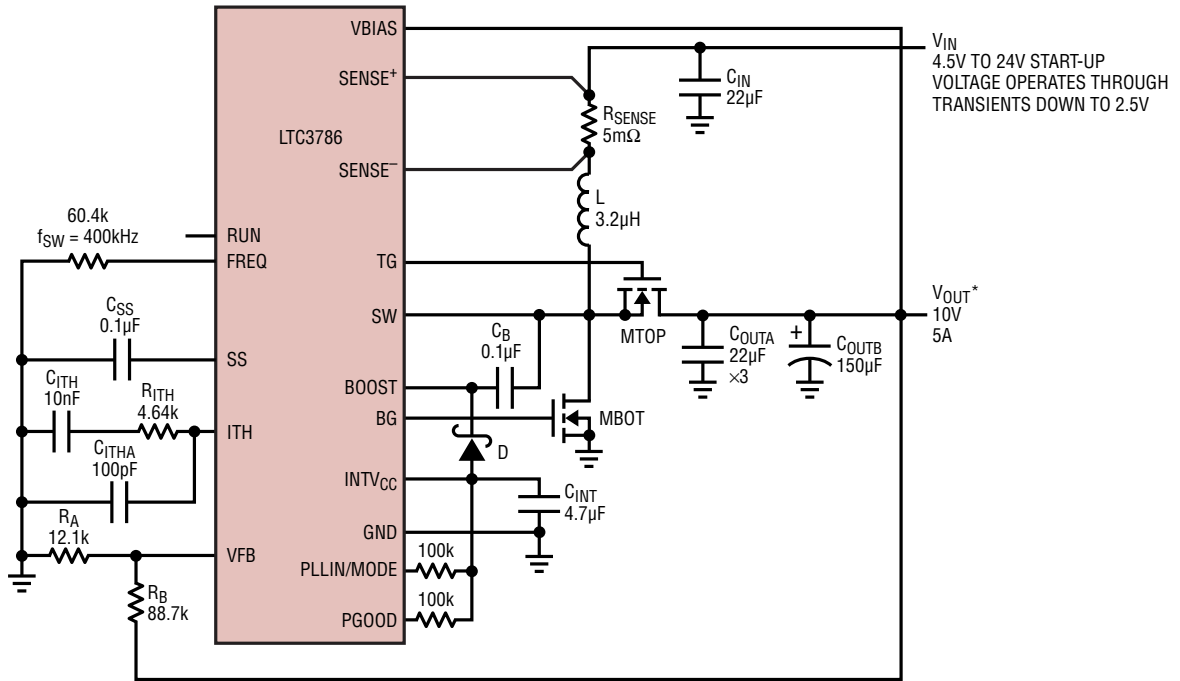 VBIAS
SENSE⁺
LTC3786
SENSE⁻
RUN
FREQ
TG
SW
SS
BOOST
BG
ITH
INTVCC
GND
VFB
PLLIN/MODE
PGOOD
60.4k
fSW = 400kHz
CSS
0.1µF
CITH
10nF
RITH
4.64k
CITHA
100pF
RA
12.1k
RB
88.7k
VIN
4.5V TO 24V START-UP
VOLTAGE OPERATES THROUGH
TRANSIENTS DOWN TO 2.5V
CIN
22µF
RSENSE
5mΩ
L
3.2µH
MTOP
CB
0.1µF
MBOT
D
CINT
4.7µF
100k
100k
COUTA
22µF
×3
+
COUTB
150µF
VOUT*
10V
5A